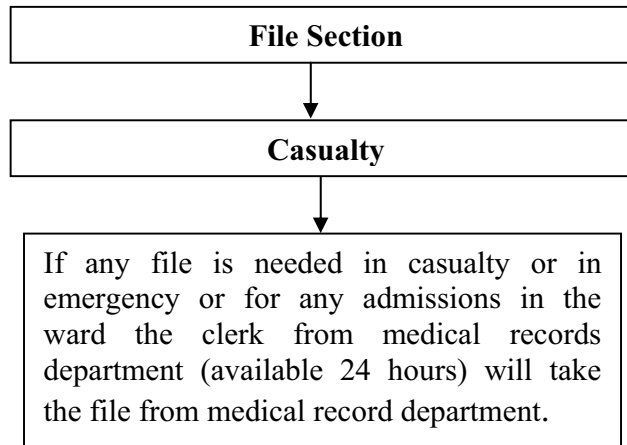 File Section
Casualty
If any file is needed in casualty or in
emergency or for any admissions in the
ward the clerk from medical records
department (available 24 hours) will take
the file from medical record department.